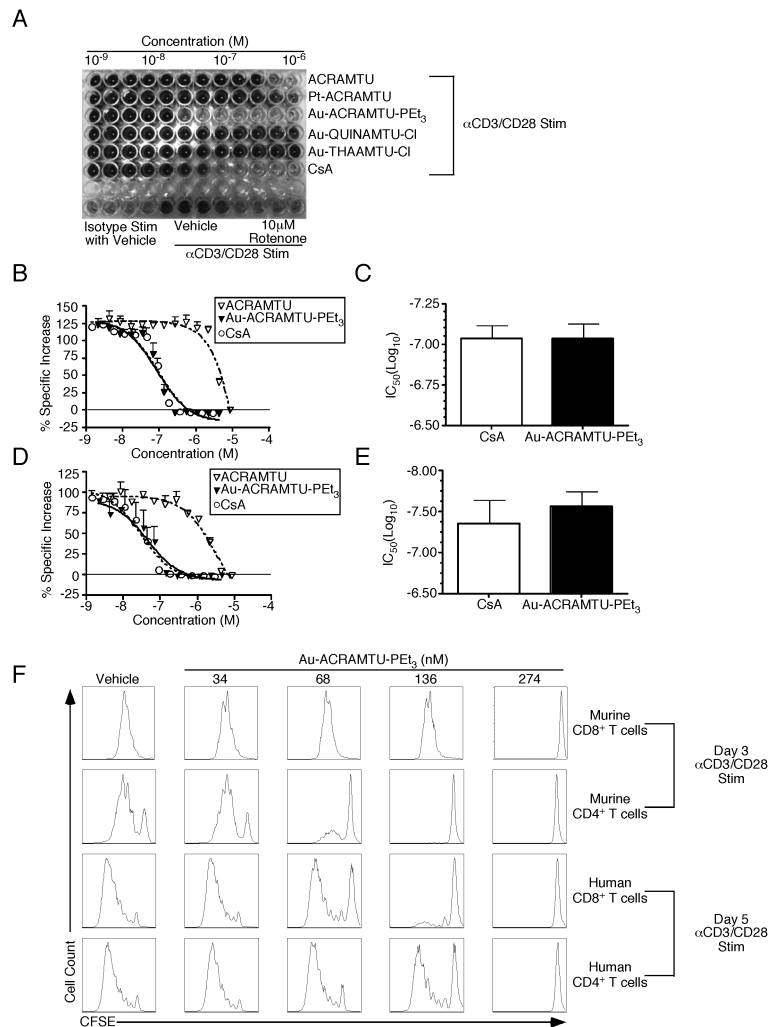 A
Concentration (M)
10-9 10-8 10-7 10-6
ACRAMTU
Pt-ACRAMTU
Au-ACRAMTU-PEt3
Au-QUINAMTU-Cl
Au-THAAMTU-Cl
CsA
αCD3/CD28 Stim
Isotype Stim
with Vehicle
Vehicle
10μM
Rotenone
αCD3/CD28 Stim
B
% Specific Increase
150
125
100
75
50
25
0
-25
ACRAMTU
Au-ACRAMTU-PEt3
CsA
-9 -8 -7 -6 -5 -4
Concentration (M)
C
IC50(Log10)
-7.25
-7.00
-6.75
-6.50
CsA Au-ACRAMTU-PEt3
D
% Specific Increase
125
100
75
50
25
0
-25
ACRAMTU
Au-ACRAMTU-PEt3
CsA
-9 -8 -7 -6 -5 -4
Concentration (M)
E
IC50(Log10)
-8.00
-7.50
-7.00
-6.50
CsA Au-ACRAMTU-PEt3
F
Au-ACRAMTU-PEt3 (nM)
Vehicle 34 68 136 274
Murine
CD8+ T cells
Murine
CD4+ T cells
Day 3
αCD3/CD28
Stim
Human
CD8+ T cells
Human
CD4+ T cells
Day 5
αCD3/CD28
Stim
Cell Count
CFSE